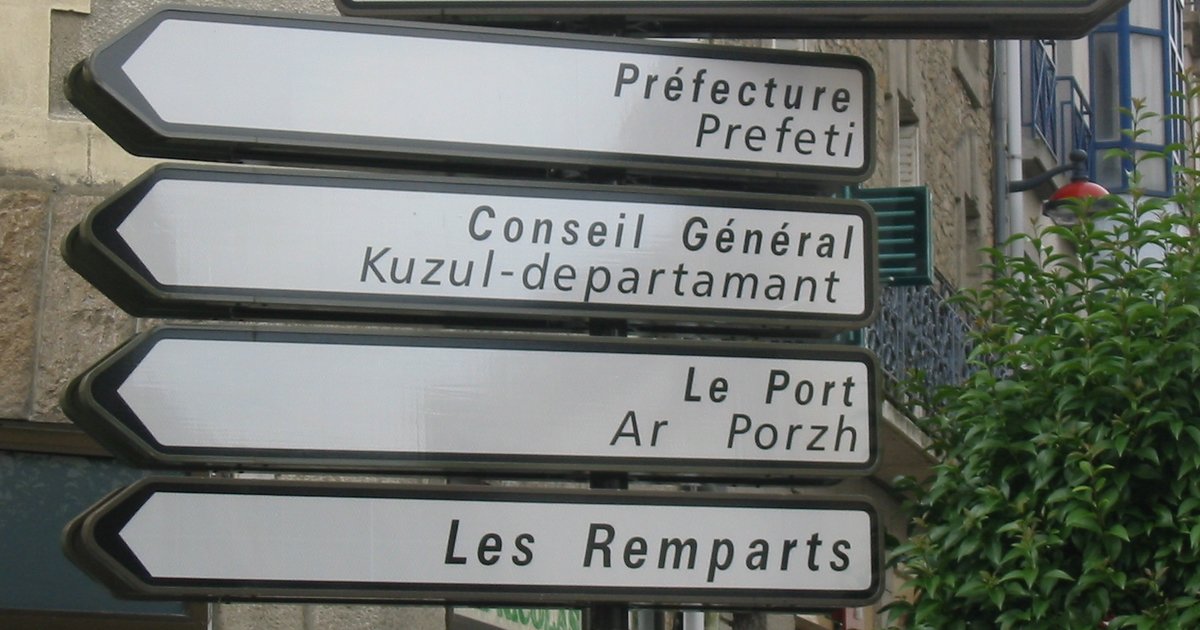 Préfecture
Prefeti
Conseil Général
Kuzul-departamant
Le Port
Ar Porzh
Les Remparts